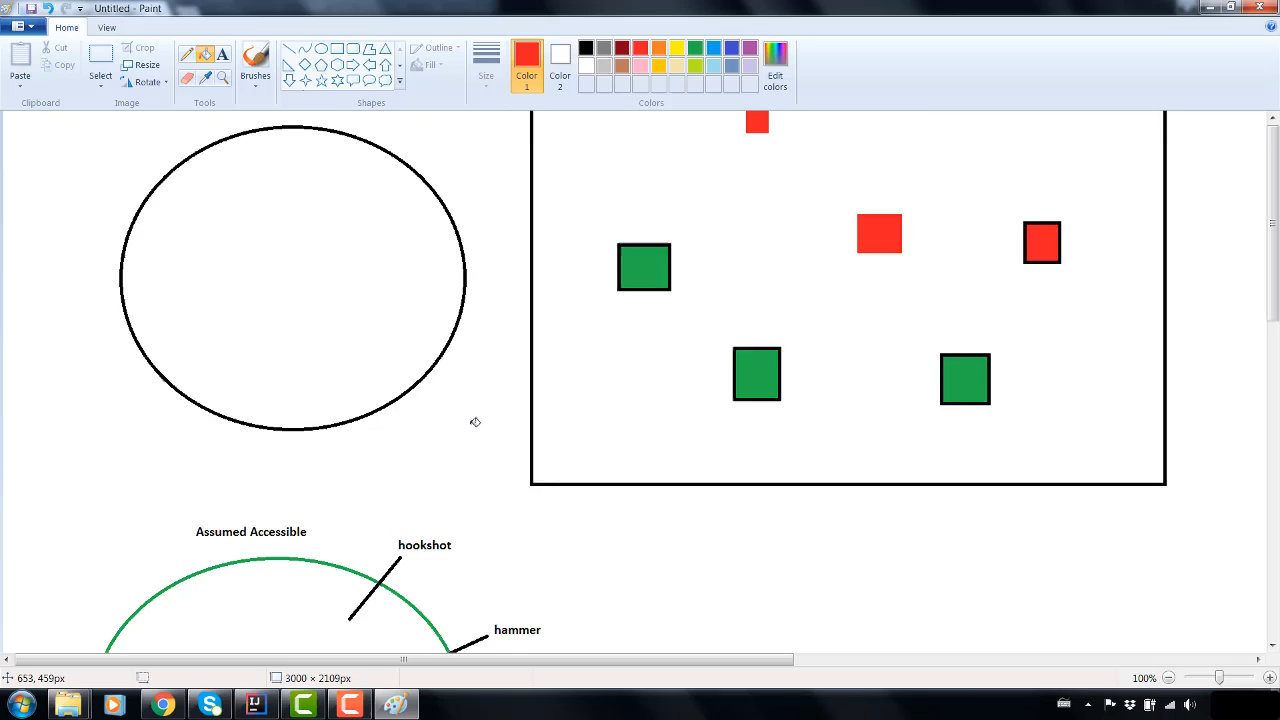 Untitled - Paint
Home View
Paste
Cut
Copy
Clipboard
Select
Crop
Resize
Rotate
Image
A
Tools
Brushes
Outline
Fill
Shapes
Size
Color 1
Color 2
Edit colors
Colors
Assumed Accessible
hookshot
hammer
653, 459px
3000 × 2109px
100%